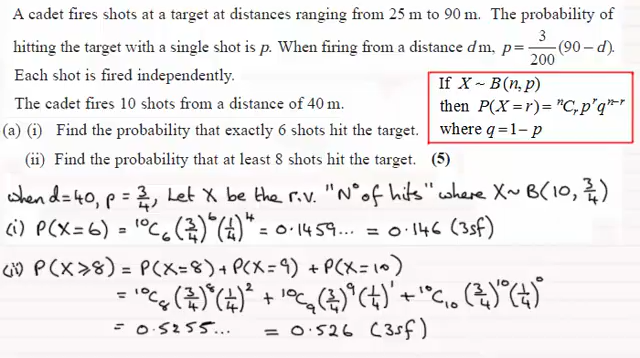 A cadet fires shots at a target at distances ranging from 25 m to 90 m. The probability of
hitting the target with a single shot is p. When firing from a distance d m, p = 3/200 (90 – d).
Each shot is fired independently.
The cadet fires 10 shots from a distance of 40 m.
If X ~ B(n, p)
then P(X = r) = ⁿCᵣ pʳ qⁿ⁻ʳ
where q = 1 – p
(a) (i) Find the probability that exactly 6 shots hit the target.
(ii) Find the probability that at least 8 shots hit the target. (5)
when d=40, p = 3/4, Let X be the r.v. "N° of hits" where X~B(10, 3/4)
(i) P(X=6) = ¹⁰C₆ (3/4)⁶ (1/4)⁴ = 0.1459... = 0.146 (3sf)
(ii) P(X≥8) = P(X=8) + P(X=9) + P(X=10)
= ¹⁰C₈ (3/4)⁸ (1/4)² + ¹⁰C₉ (3/4)⁹ (1/4)¹ + ¹⁰C₁₀ (3/4)¹⁰ (1/4)⁰
= 0.5255... = 0.526 (3sf)